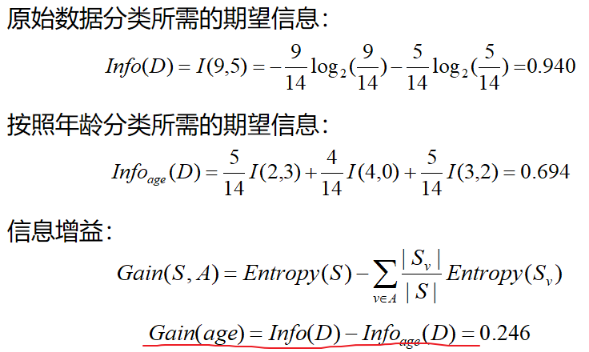 原始数据分类所需的期望信息：
Info(D) = I(9,5) = -\frac{9}{14}\log_2(\frac{9}{14}) - \frac{5}{14}\log_2(\frac{5}{14}) = 0.940
按照年龄分类所需的期望信息：
Info_{age}(D) = \frac{5}{14}I(2,3) + \frac{4}{14}I(4,0) + \frac{5}{14}I(3,2) = 0.694
信息增益：
Gain(S, A) = Entropy(S) - \sum_{v∈A}\frac{|S_v|}{|S|}Entropy(S_v)
Gain(age) = Info(D) - Info_{age}(D) = 0.246